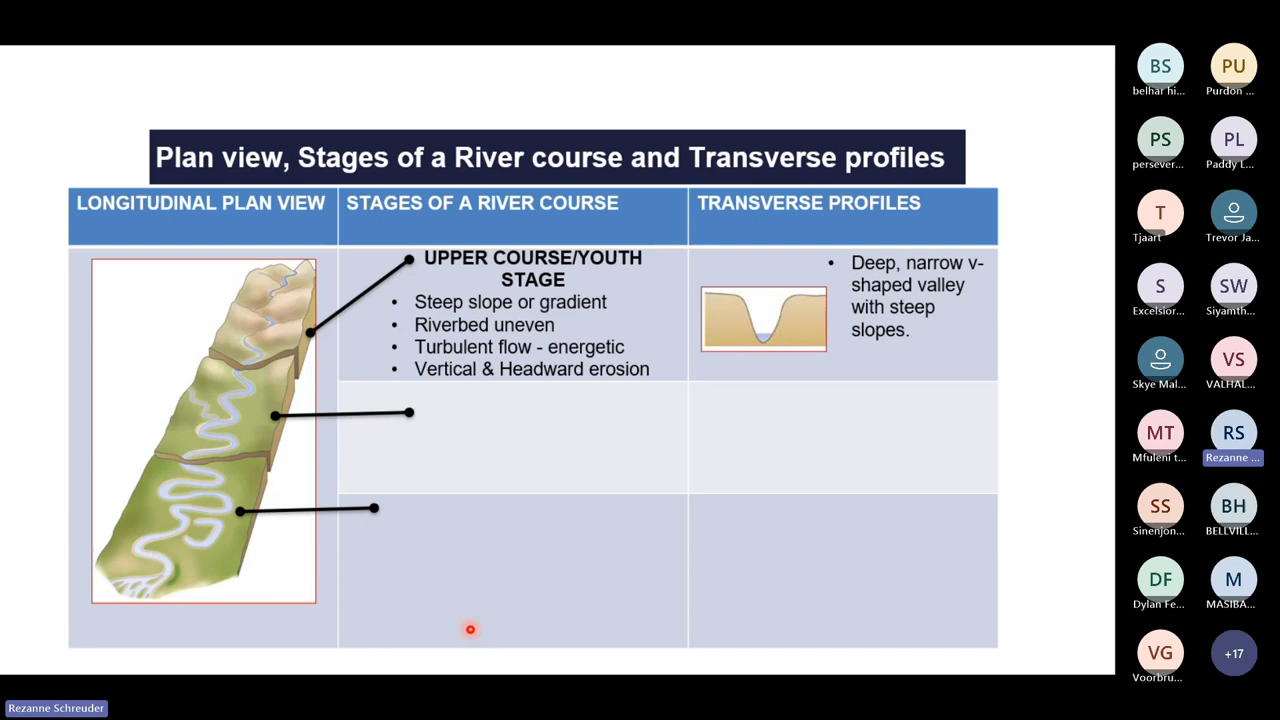 Plan view, Stages of a River course and Transverse profiles
LONGITUDINAL PLAN VIEW
STAGES OF A RIVER COURSE
TRANSVERSE PROFILES
UPPER COURSE/YOUTH
STAGE
• Steep slope or gradient
• Riverbed uneven
• Turbulent flow - energetic
• Vertical & Headward erosion
• Deep, narrow v-
shaped valley
with steep
slopes.
BS
belhar hi...
PU
Purdon ...
PS
persever...
PL
Paddy L...
T
Tjaart
Trevor Ja...
S
Excelsior...
SW
Siyamth...
Skye Mal...
VS
VALHAL...
MT
Mfuleni t...
RS
Rezanne ...
SS
Sinenjon...
BH
BELLVILL...
DF
Dylan Fe...
M
MASIBA...
VG
Voorbru...
+17
Rezanne Schreuder